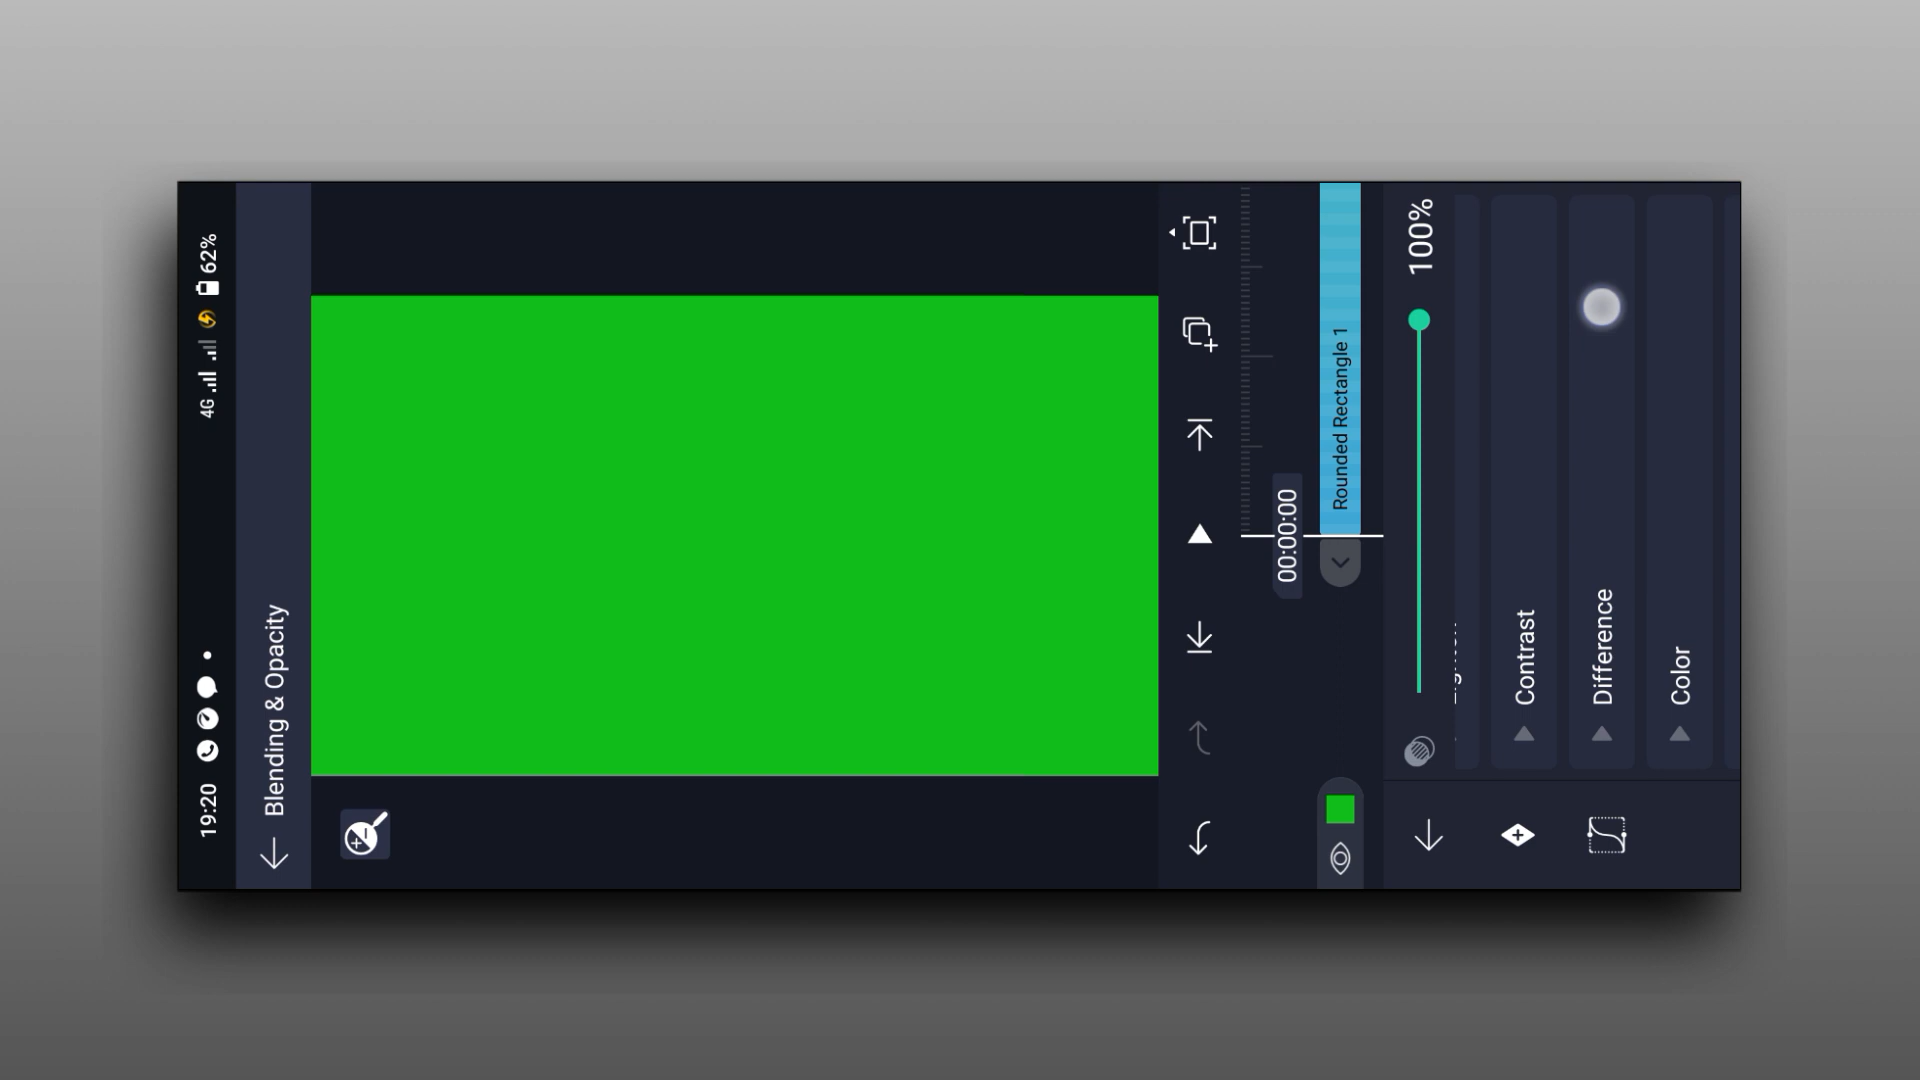 19:20
4G 62%
Blending & Opacity
00:00:00
Rounded Rectangle 1
100%
Contrast
Difference
Color